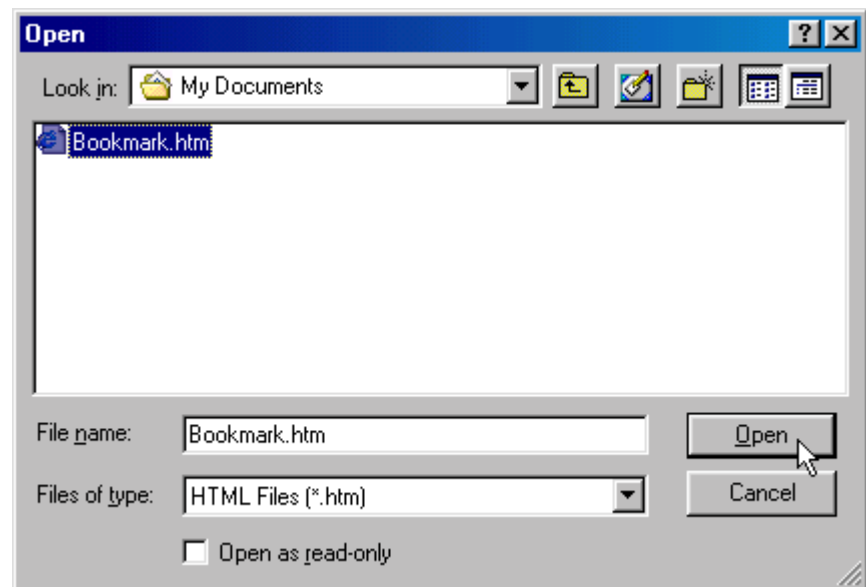 Open
Look in: My Documents
Bookmark.htm
File name: Bookmark.htm Open
Files of type: HTML Files (*.htm) Cancel
Open as read-only